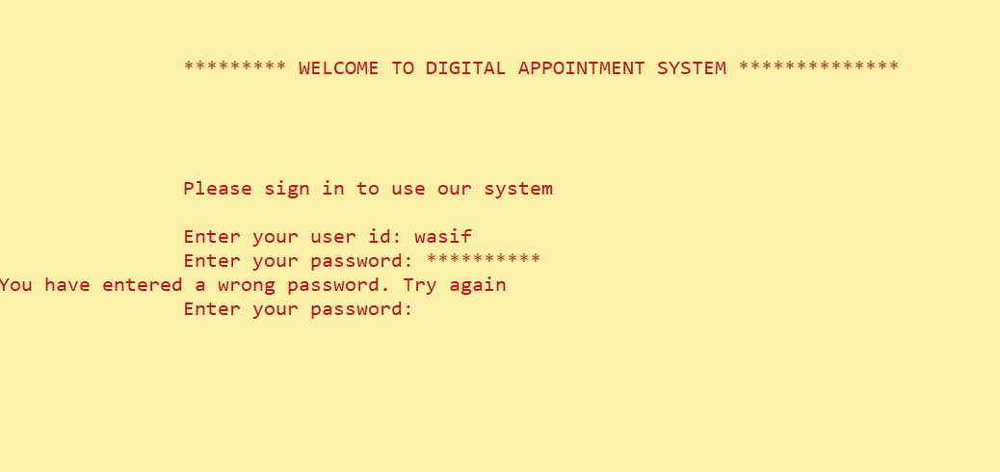 ********* WELCOME TO DIGITAL APPOINTMENT SYSTEM **************
Please sign in to use our system
Enter your user id: wasif
Enter your password: **********
You have entered a wrong password. Try again
Enter your password: